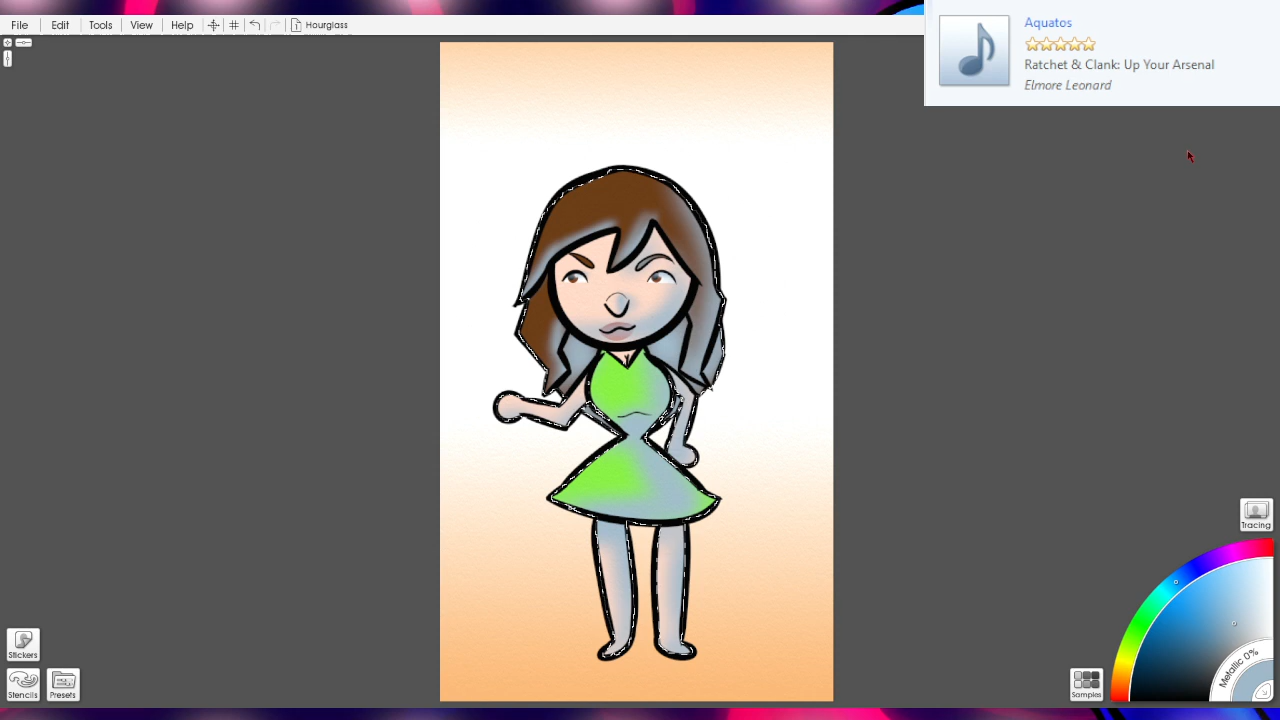 File Edit Tools View Help Hourglass
Aquatos
Ratchet & Clank: Up Your Arsenal
Elmore Leonard
Tracing
Stickers
Stencils Presets
Samples
Metallic 0%